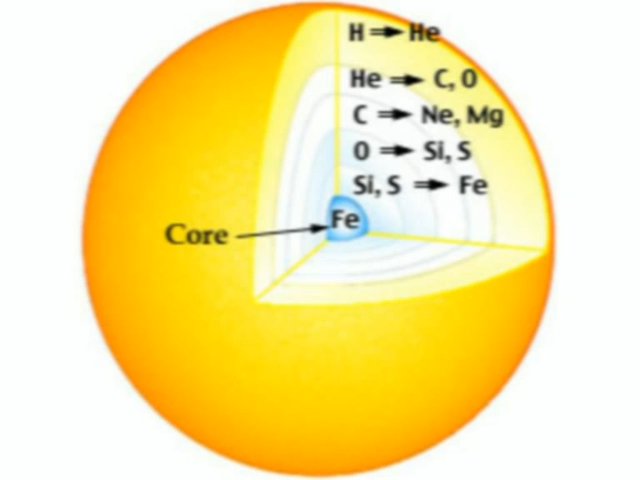 H → He
He → C, O
C → Ne, Mg
O → Si, S
Si, S → Fe
Fe
Core